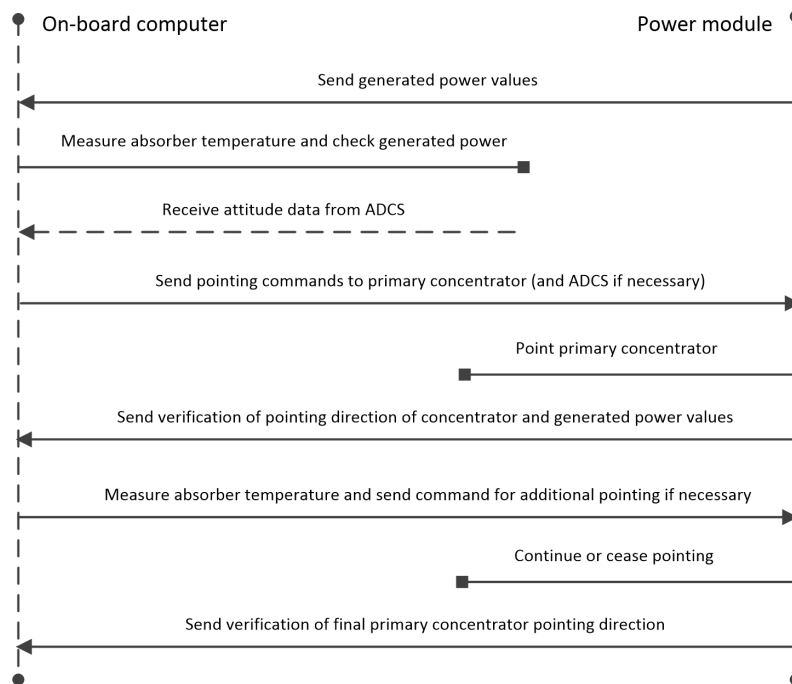 On-board computer
Power module
Send generated power values
Measure absorber temperature and check generated power
Receive attitude data from ADCS
Send pointing commands to primary concentrator (and ADCS if necessary)
Point primary concentrator
Send verification of pointing direction of concentrator and generated power values
Measure absorber temperature and send command for additional pointing if necessary
Continue or cease pointing
Send verification of final primary concentrator pointing direction